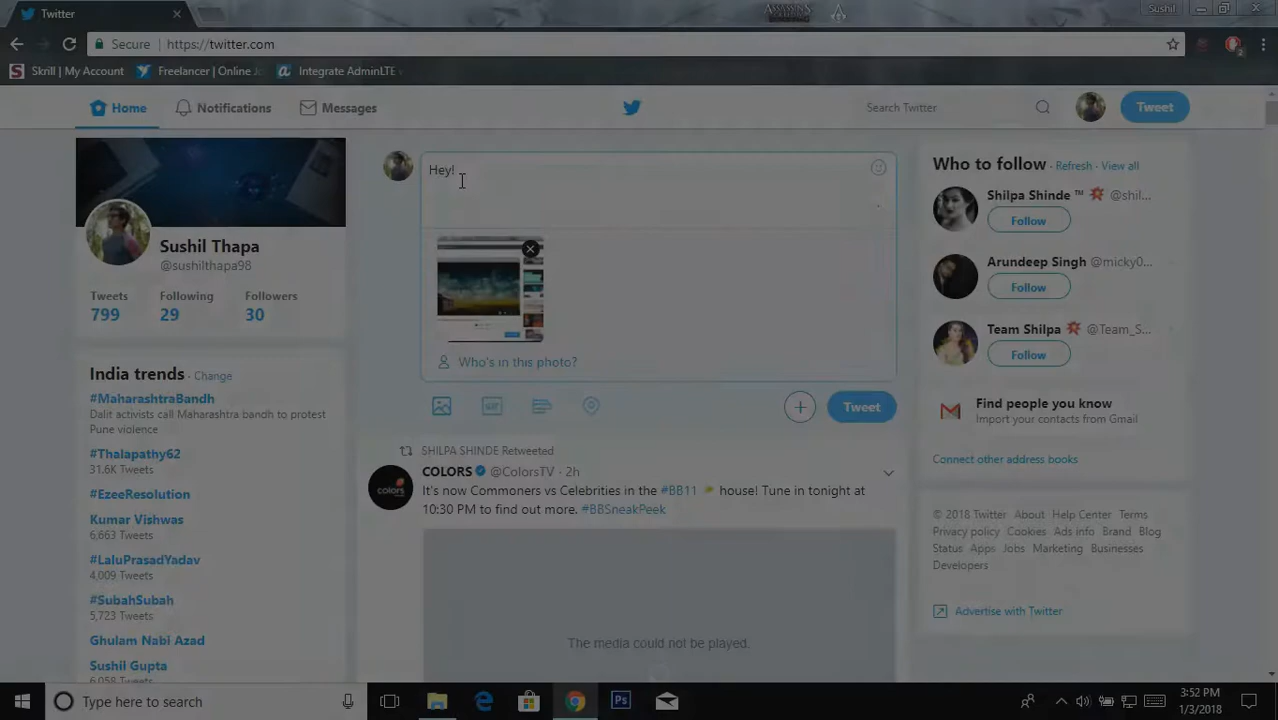 Twitter
Sushil
Secure
https://twitter.com
Skrill | My Account
Freelancer | Online Jo
Integrate AdminLTE
Home
Notifications
Messages
Search Twitter
Tweet
Hey!
Who's in this photo?
Tweet
Sushil Thapa
@sushilthapa98
Tweets Following Followers
799 29 30
India trends · Change
#MaharashtraBandh
Dalit activists call Maharashtra bandh to protest
Pune violence
#Thalapathy62
31.6K Tweets
#EzeeResolution
Kumar Vishwas
6,663 Tweets
#LaluPrasadYadav
4,009 Tweets
#SubahSubah
5,723 Tweets
Ghulam Nabi Azad
Sushil Gupta
6,058 Tweets
SHILPA SHINDE Retweeted
COLORS @ColorsTV · 2h
colors
It's now Commoners vs Celebrities in the #BB11 house! Tune in tonight at
10:30 PM to find out more. #BBSneakPeek
The media could not be played.
Who to follow · Refresh · View all
Shilpa Shinde ™ @shil...
Follow
Arundeep Singh @micky0...
Follow
Team Shilpa @Team_S...
Follow
Find people you know
Import your contacts from Gmail
Connect other address books
© 2018 Twitter About Help Center Terms
Privacy policy Cookies Ads info Brand Blog
Status Apps Jobs Marketing Businesses
Developers
Advertise with Twitter
Type here to search
Ps
3:52 PM
1/3/2018